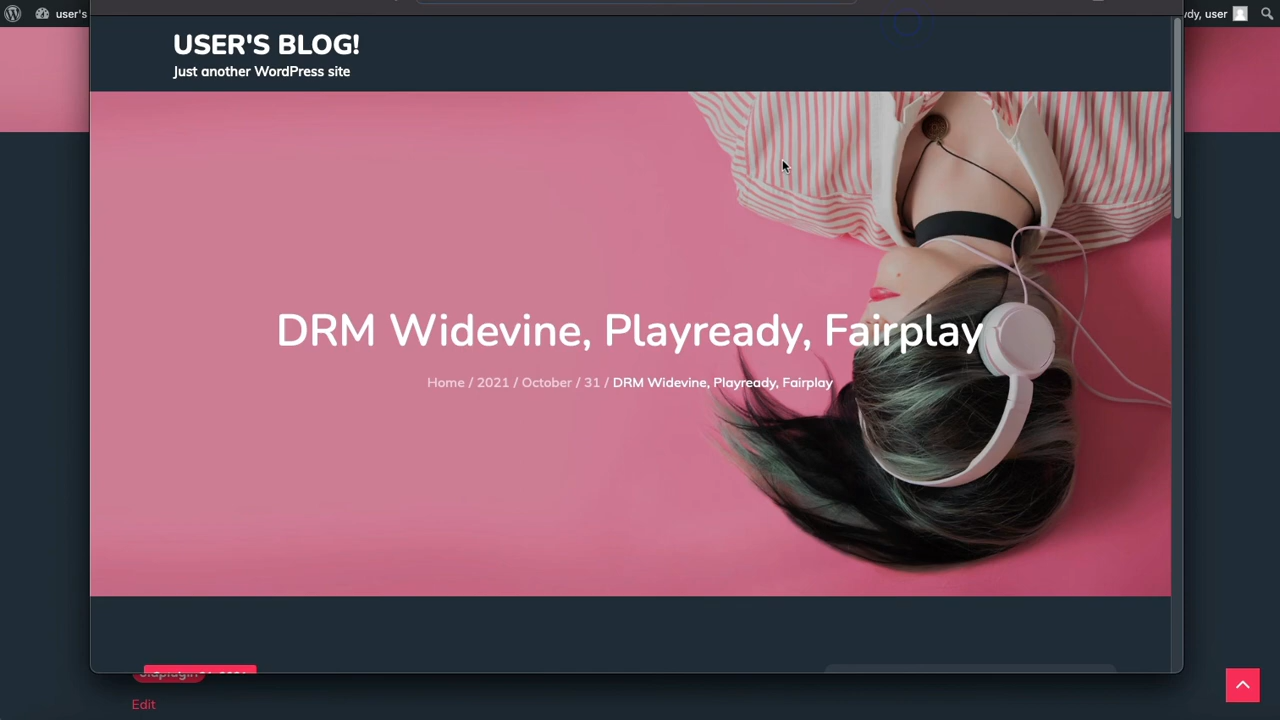 user's
dy, user
USER'S BLOG!
Just another WordPress site
DRM Widevine, Playready, Fairplay
Home / 2021 / October / 31 / DRM Widevine, Playready, Fairplay
Edit